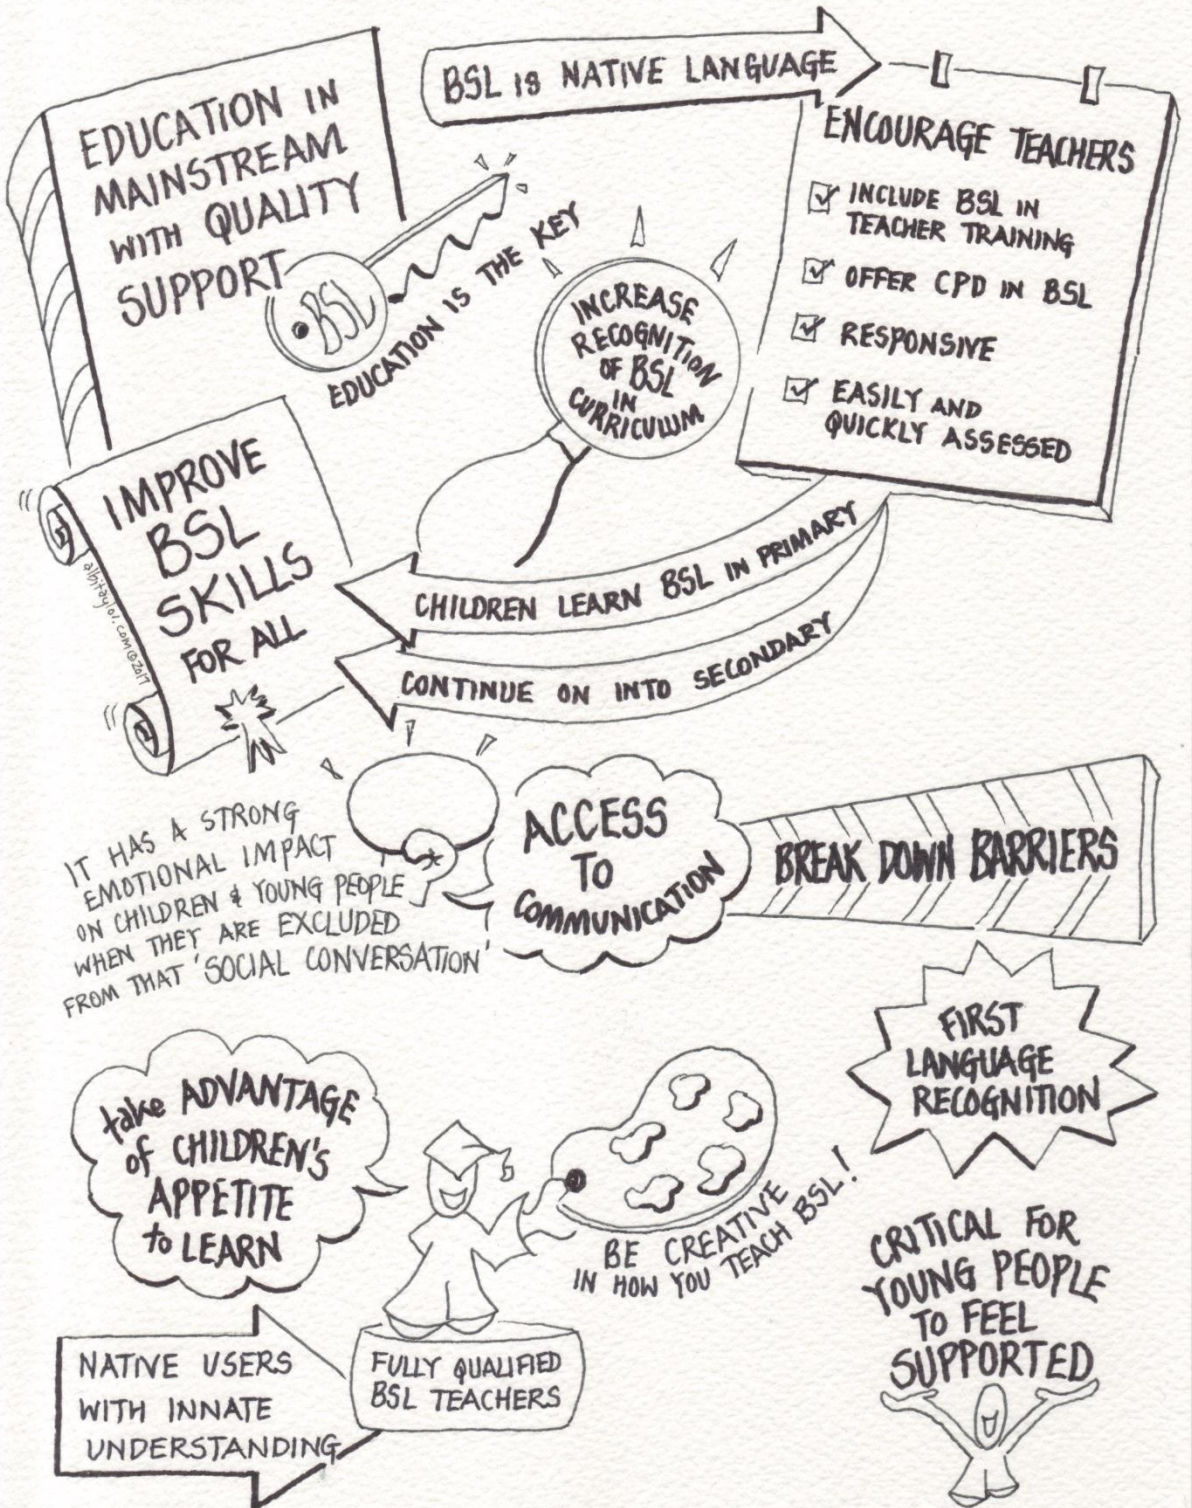 EDUCATION IN
MAINSTREAM
WITH QUALITY
SUPPORT
BSL
EDUCATION IS THE KEY
BSL IS NATIVE LANGUAGE
ENCOURAGE TEACHERS
INCLUDE BSL IN
TEACHER TRAINING
OFFER CPD IN BSL
RESPONSIVE
EASILY AND
QUICKLY ASSESSED
INCREASE
RECOGNITION
OF BSL
IN
CURRICULUM
IMPROVE
BSL
SKILLS
FOR ALL
albitaylor.com©2017
CHILDREN LEARN BSL IN PRIMARY
CONTINUE ON INTO SECONDARY
IT HAS A STRONG
EMOTIONAL IMPACT
ON CHILDREN & YOUNG PEOPLE
WHEN THEY ARE EXCLUDED
FROM THAT 'SOCIAL CONVERSATION'
ACCESS
TO
COMMUNICATION
BREAK DOWN BARRIERS
FIRST
LANGUAGE
RECOGNITION
take ADVANTAGE
of CHILDREN'S
APPETITE
to LEARN
BE CREATIVE
IN HOW YOU TEACH BSL!
CRITICAL FOR
YOUNG PEOPLE
TO FEEL
SUPPORTED
NATIVE USERS
WITH INNATE
UNDERSTANDING
FULLY QUALIFIED
BSL TEACHERS